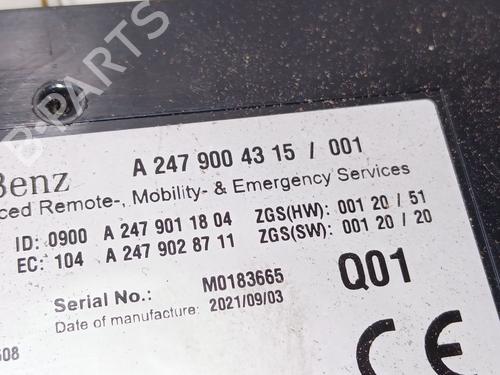 Benz A 247 900 4315 / 001
ced Remote-, Mobility- & Emergency Services
ID: 0900 A 247 901 18 04 ZGS(HW): 001 20 / 51
EC: 104 A 247 902 87 11 ZGS(SW): 001 20 / 20
Serial No.: M0183665 Q01
Date of manufacture: 2021/09/03
508
CE
B-PARTS